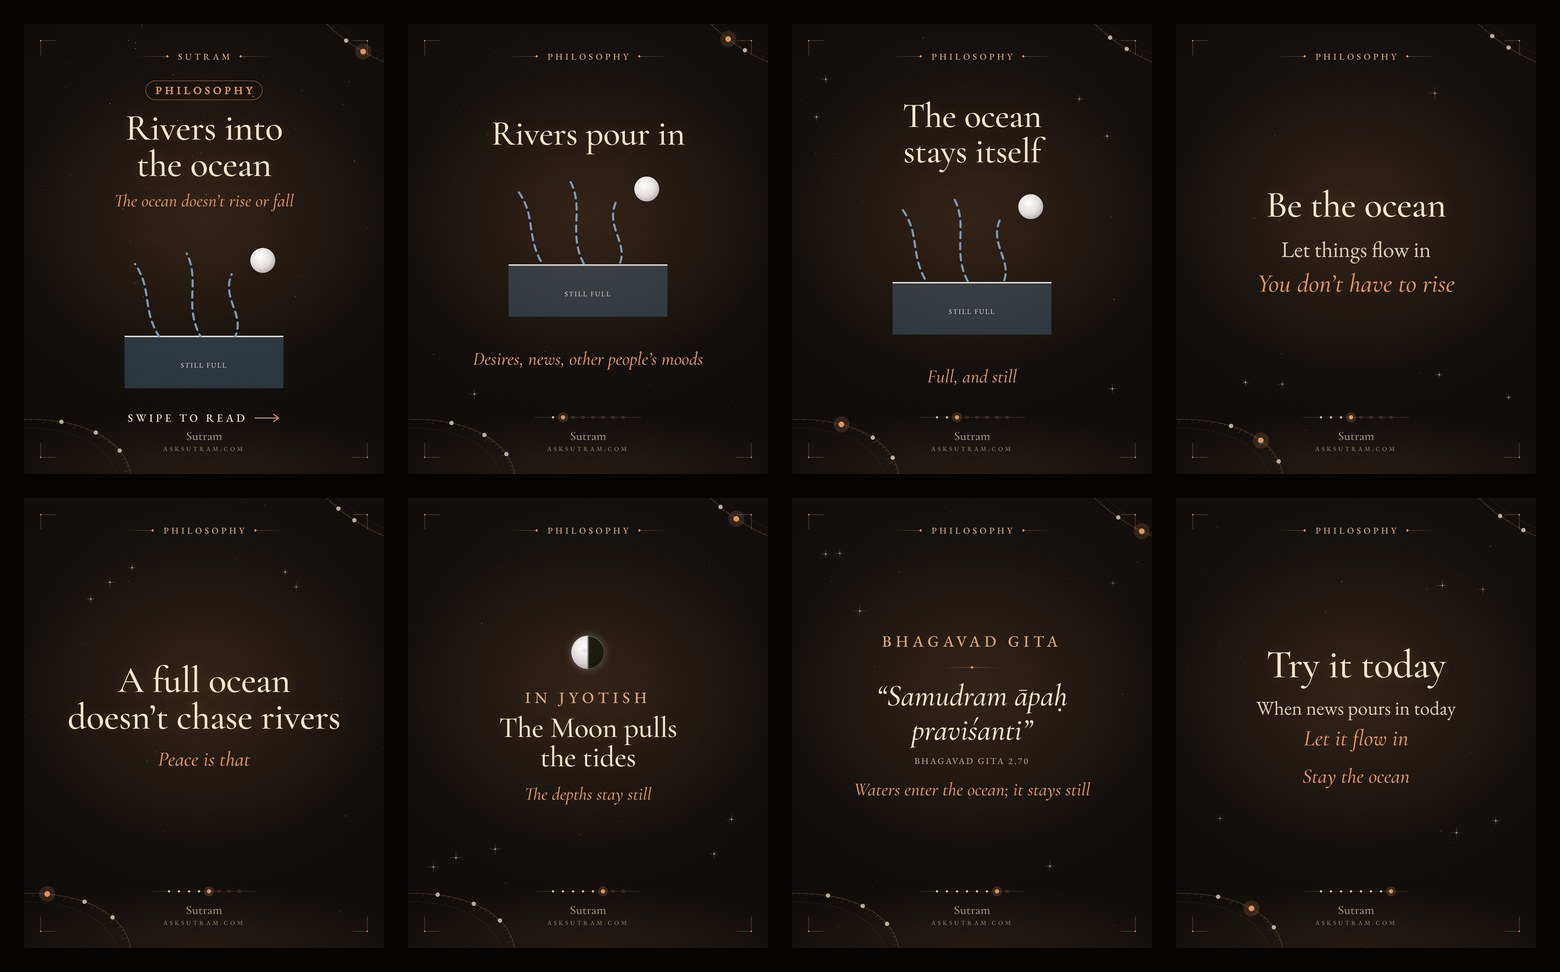 SUTRAM
PHILOSOPHY
Rivers into
the ocean
The ocean doesn’t rise or fall
STILL FULL
SWIPE TO READ
Sutram
ASKSUTRAM.COM
PHILOSOPHY
Rivers pour in
STILL FULL
Desires, news, other people’s moods
Sutram
ASKSUTRAM.COM
PHILOSOPHY
The ocean
stays itself
STILL FULL
Full, and still
Sutram
ASKSUTRAM.COM
PHILOSOPHY
Be the ocean
Let things flow in
You don’t have to rise
Sutram
ASKSUTRAM.COM
PHILOSOPHY
A full ocean
doesn’t chase rivers
Peace is that
Sutram
ASKSUTRAM.COM
PHILOSOPHY
IN JYOTISH
The Moon pulls
the tides
The depths stay still
Sutram
ASKSUTRAM.COM
PHILOSOPHY
BHAGAVAD GITA
“Samudram āpaḥ
praviśanti”
BHAGAVAD GITA 2.70
Waters enter the ocean; it stays still
Sutram
ASKSUTRAM.COM
PHILOSOPHY
Try it today
When news pours in today
Let it flow in
Stay the ocean
Sutram
ASKSUTRAM.COM